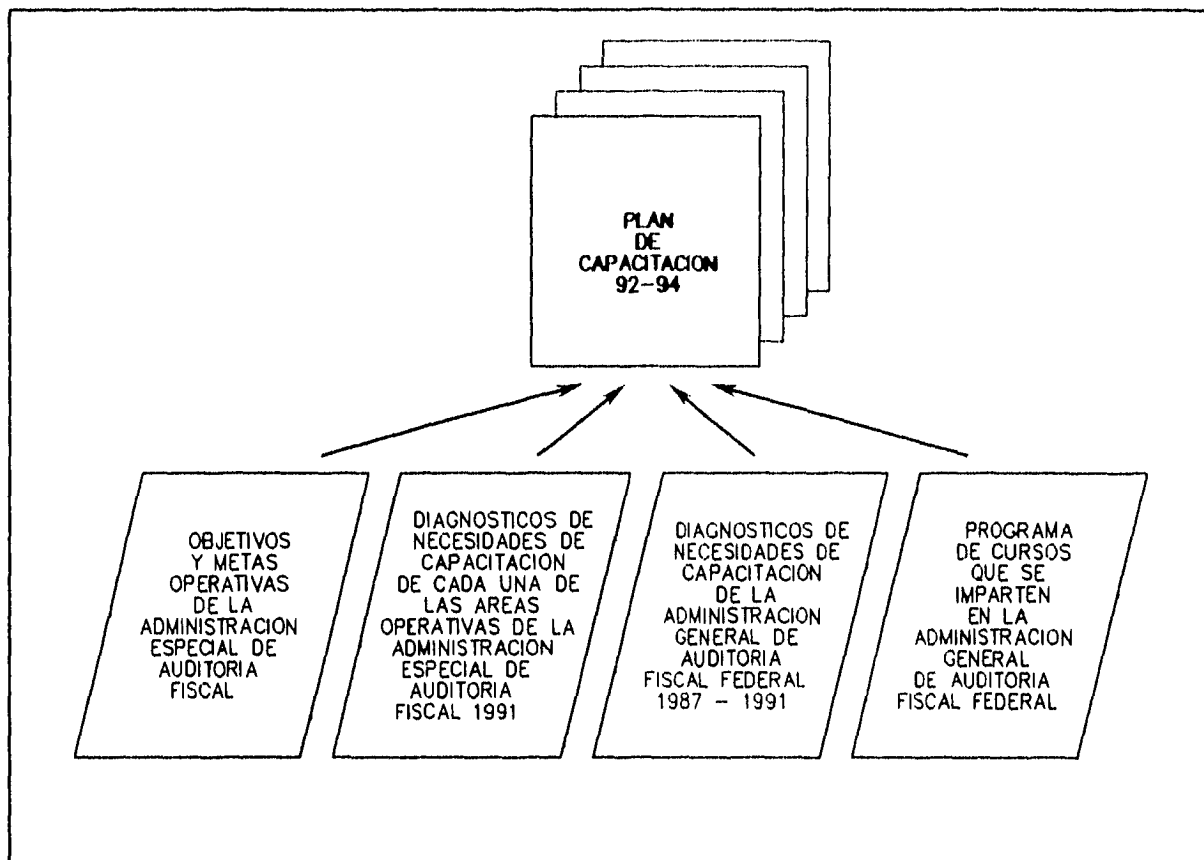 PLAN
DE
CAPACITACION
92-94
OBJETIVOS
Y METAS
OPERATIVAS
DE LA
ADMINISTRACION
ESPECIAL DE
AUDITORIA
FISCAL
DIAGNOSTICOS DE
NECESIDADES DE
CAPACITACION
DE CADA UNA DE
LAS AREAS
OPERATIVAS DE LA
ADMINISTRACION
ESPECIAL DE
AUDITORIA
FISCAL 1991
DIAGNOSTICOS DE
NECESIDADES DE
CAPACITACION
DE LA
ADMINISTRACION
GENERAL DE
AUDITORIA
FISCAL FEDERAL
1987 - 1991
PROGRAMA
DE CURSOS
QUE SE
IMPARTEN
EN LA
ADMINISTRACION
GENERAL
DE AUDITORIA
FISCAL FEDERAL